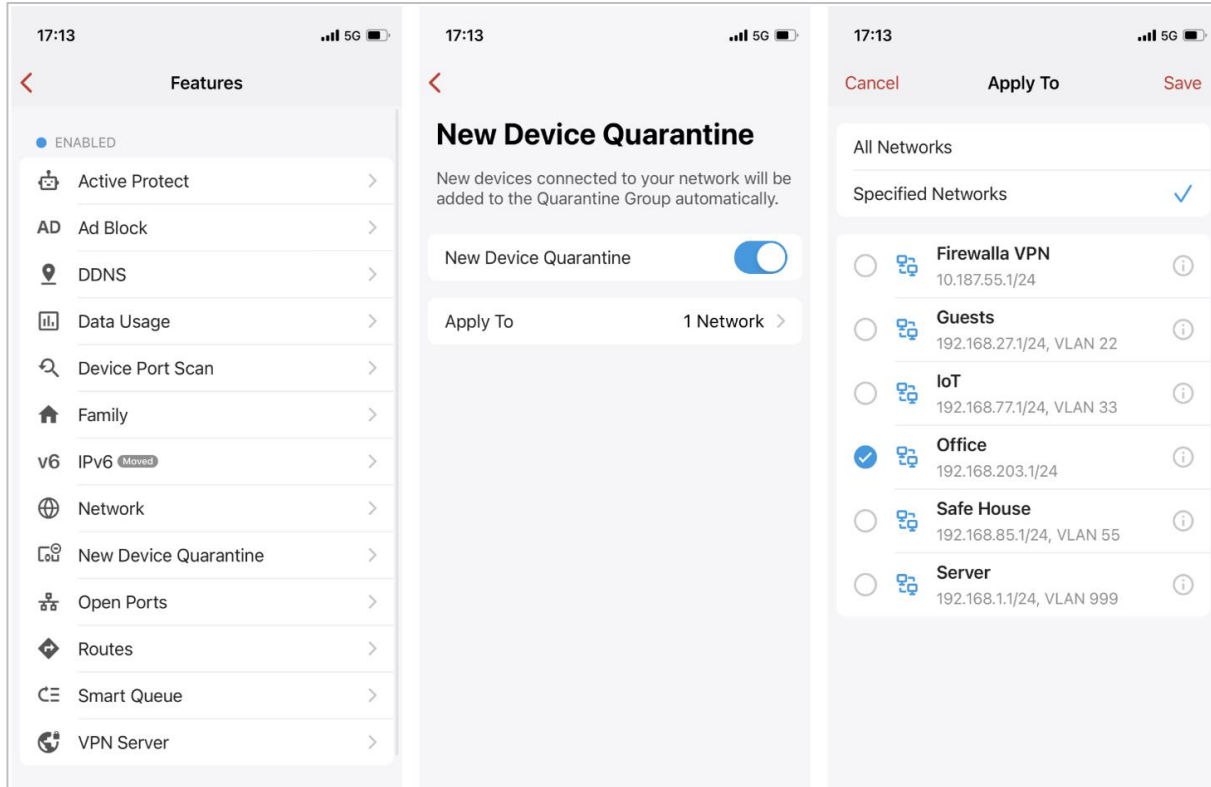 17:13
5G
Features
ENABLED
Active Protect
AD Ad Block
DDNS
Data Usage
Device Port Scan
Family
v6 IPv6 Moved
Network
New Device Quarantine
Open Ports
Routes
Smart Queue
VPN Server
17:13
5G
New Device Quarantine
New devices connected to your network will be
added to the Quarantine Group automatically.
New Device Quarantine
Apply To 1 Network
17:13
5G
Cancel Apply To Save
All Networks
Specified Networks
Firewalla VPN
10.187.55.1/24
Guests
192.168.27.1/24, VLAN 22
IoT
192.168.77.1/24, VLAN 33
Office
192.168.203.1/24
Safe House
192.168.85.1/24, VLAN 55
Server
192.168.1.1/24, VLAN 999